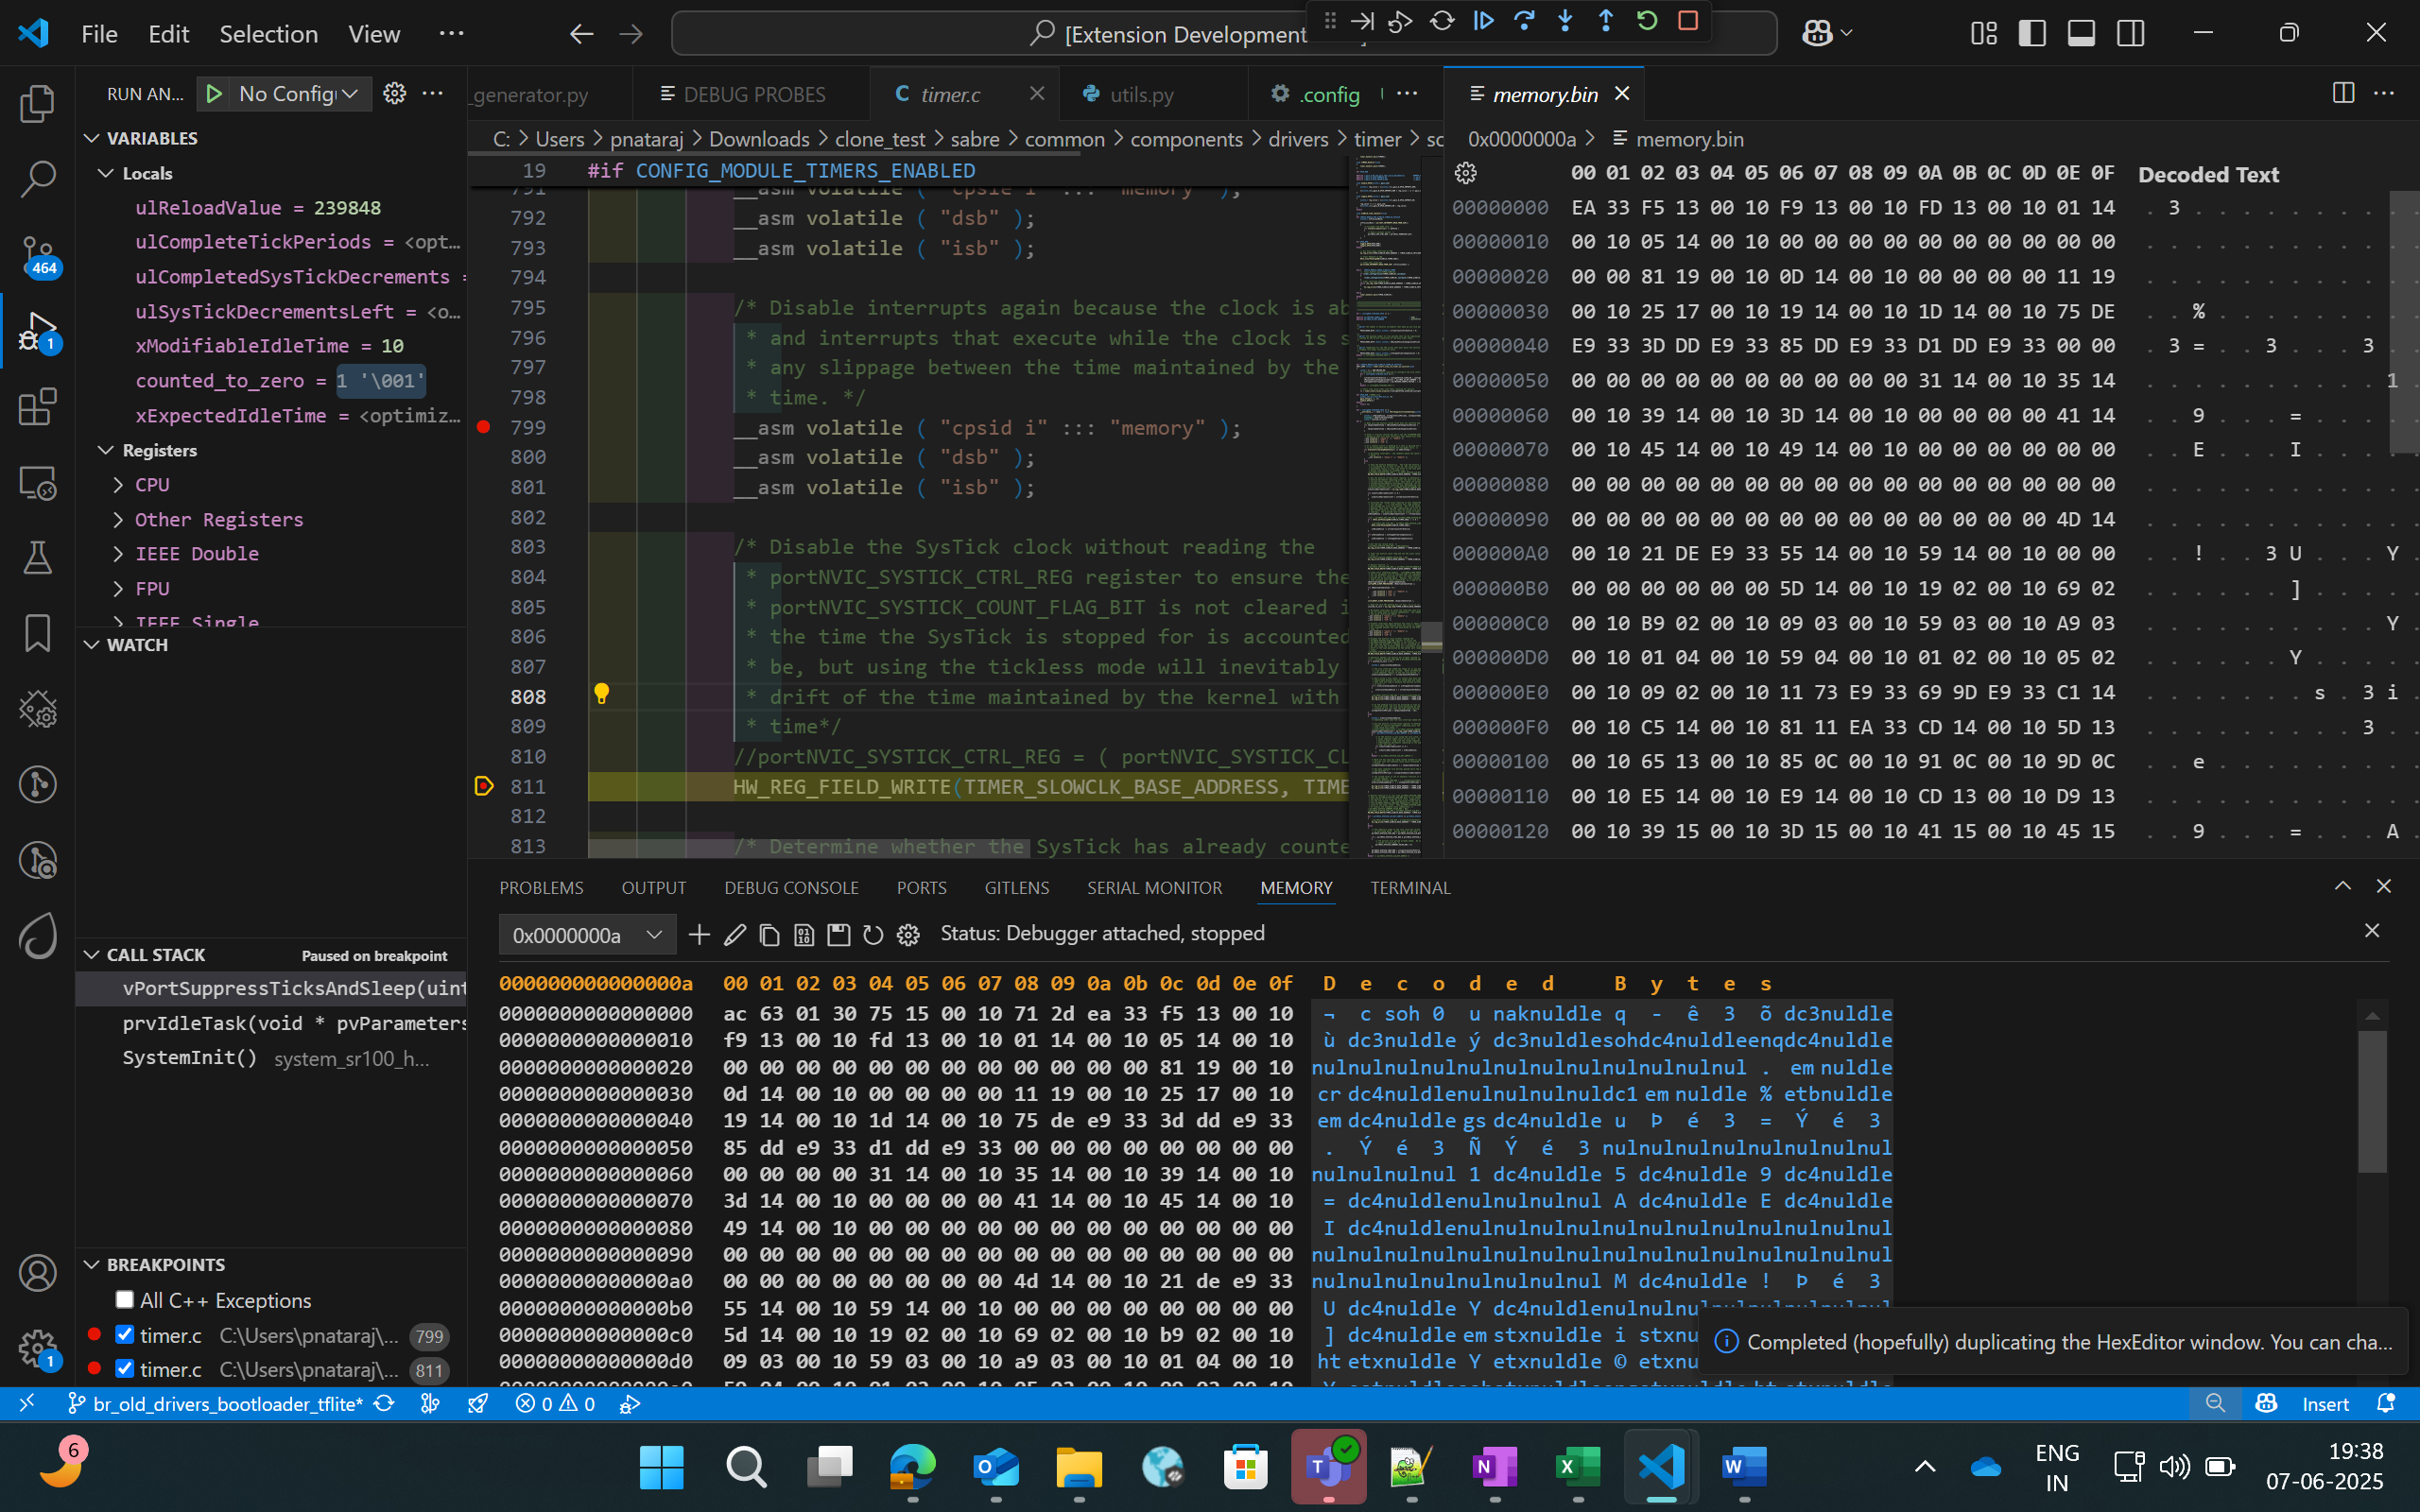 File Edit Selection View ··· [Extension Development
RUN AN... No Config
_generator.py DEBUG PROBES timer.c utils.py .config memory.bin
C: > Users > pnataraj > Downloads > clone_test > sabre > common > components > drivers > timer > sc
0x0000000a > memory.bin
VARIABLES
Locals
ulReloadValue = 239848
ulCompleteTickPeriods = <opt...
ulCompletedSysTickDecrements =
ulSysTickDecrementsLeft = <o...
xModifiableIdleTime = 10
counted_to_zero = 1 '\001'
xExpectedIdleTime = <optimiz...
Registers
CPU
Other Registers
IEEE Double
FPU
IEEE Single
WATCH
CALL STACK Paused on breakpoint
vPortSuppressTicksAndSleep(uint
prvIdleTask(void * pvParameters
SystemInit() system_sr100_h...
BREAKPOINTS
All C++ Exceptions
timer.c C:\Users\pnataraj\... 799
timer.c C:\Users\pnataraj\... 811
464
1
1
19 #if CONFIG_MODULE_TIMERS_ENABLED
791 __asm volatile ( "cpsie i" ::: "memory" );
792 __asm volatile ( "dsb" );
793 __asm volatile ( "isb" );
794
795 /* Disable interrupts again because the clock is ab
796 * and interrupts that execute while the clock is s
797 * any slippage between the time maintained by the
798 * time. */
799 __asm volatile ( "cpsid i" ::: "memory" );
800 __asm volatile ( "dsb" );
801 __asm volatile ( "isb" );
802
803 /* Disable the SysTick clock without reading the
804 * portNVIC_SYSTICK_CTRL_REG register to ensure the
805 * portNVIC_SYSTICK_COUNT_FLAG_BIT is not cleared i
806 * the time the SysTick is stopped for is accounted
807 * be, but using the tickless mode will inevitably
808 * drift of the time maintained by the kernel with
809 * time*/
810 //portNVIC_SYSTICK_CTRL_REG = ( portNVIC_SYSTICK_CL
811 HW_REG_FIELD_WRITE(TIMER_SLOWCLK_BASE_ADDRESS, TIME
812
813 /* Determine whether the SysTick has already counte
00 01 02 03 04 05 06 07 08 09 0A 0B 0C 0D 0E 0F Decoded Text
00000000 EA 33 F5 13 00 10 F9 13 00 10 FD 13 00 10 01 14 . 3 . . . . . . . . . . . . . .
00000010 00 10 05 14 00 10 00 00 00 00 00 00 00 00 00 00 . . . . . . . . . . . . . . . .
00000020 00 00 81 19 00 10 0D 14 00 10 00 00 00 00 11 19 . . . . . . . . . . . . . . . .
00000030 00 10 25 17 00 10 19 14 00 10 1D 14 00 10 75 DE . . % . . . . . . . . .
00000040 E9 33 3D DD E9 33 85 DD E9 33 D1 DD E9 33 00 00 . 3 = . . 3 . . . 3 .
00000050 00 00 00 00 00 00 00 00 00 00 31 14 00 10 35 14 . . . . . . . . . . 1 .
00000060 00 10 39 14 00 10 3D 14 00 10 00 00 00 00 41 14 . . 9 . . . = . . . . .
00000070 00 10 45 14 00 10 49 14 00 10 00 00 00 00 00 00 . . E . . . I . . . . .
00000080 00 00 00 00 00 00 00 00 00 00 00 00 00 00 00 00 . . . . . . . . . . . .
00000090 00 00 00 00 00 00 00 00 00 00 00 00 00 00 4D 14 . . . . . . . . . . . .
000000A0 00 10 21 DE E9 33 55 14 00 10 59 14 00 10 00 00 . . ! . . 3 U . . . Y .
000000B0 00 00 00 00 00 00 5D 14 00 10 19 02 00 10 69 02 . . . . . . ] . . . . .
000000C0 00 10 B9 02 00 10 09 03 00 10 59 03 00 10 A9 03 . . . . . . . . . . Y .
000000D0 00 10 01 04 00 10 59 04 00 10 01 02 00 10 05 02 . . . . . . Y . . . . .
000000E0 00 10 09 02 00 10 11 73 E9 33 69 9D E9 33 C1 14 . . . . . . . s . 3 i .
000000F0 00 10 C5 14 00 10 81 11 EA 33 CD 14 00 10 5D 13 . . . . . . . . . 3 . .
00000100 00 10 65 13 00 10 85 0C 00 10 91 0C 00 10 9D 0C . . e . . . . . . . . .
00000110 00 10 E5 14 00 10 E9 14 00 10 CD 13 00 10 D9 13 . . . . . . . . . . . .
00000120 00 10 39 15 00 10 3D 15 00 10 41 15 00 10 45 15 . . 9 . . . = . . . A .
PROBLEMS OUTPUT DEBUG CONSOLE PORTS GITLENS SERIAL MONITOR MEMORY TERMINAL
0x0000000a Status: Debugger attached, stopped
000000000000000a 00 01 02 03 04 05 06 07 08 09 0a 0b 0c 0d 0e 0f D e c o d e d B y t e s
0000000000000000 ac 63 01 30 75 15 00 10 71 2d ea 33 f5 13 00 10 ¬ c soh 0 u naknuldle q - ê 3 õ dc3nuldle
0000000000000010 f9 13 00 10 fd 13 00 10 01 14 00 10 05 14 00 10 ù dc3nuldle ý dc3nuldlesohdc4nuldleenqdc4nuldle
0000000000000020 00 00 00 00 00 00 00 00 00 00 00 00 81 19 00 10 nulnulnulnulnulnulnulnulnulnulnulnul . em nuldle
0000000000000030 0d 14 00 10 00 00 00 00 11 19 00 10 25 17 00 10 cr dc4nuldlenulnulnulnuldc1 em nuldle % etbnuldle
0000000000000040 19 14 00 10 1d 14 00 10 75 de e9 33 3d dd e9 33 em dc4nuldle gs dc4nuldle u Þ é 3 = Ý é 3
0000000000000050 85 dd e9 33 d1 dd e9 33 00 00 00 00 00 00 00 00 . Ý é 3 Ñ Ý é 3 nulnulnulnulnulnulnulnul
0000000000000060 00 00 00 00 31 14 00 10 35 14 00 10 39 14 00 10 nulnulnulnul 1 dc4nuldle 5 dc4nuldle 9 dc4nuldle
0000000000000070 3d 14 00 10 00 00 00 00 41 14 00 10 45 14 00 10 = dc4nuldlenulnulnulnul A dc4nuldle E dc4nuldle
0000000000000080 49 14 00 10 00 00 00 00 00 00 00 00 00 00 00 00 I dc4nuldlenulnulnulnulnulnulnulnulnulnulnulnul
0000000000000090 00 00 00 00 00 00 00 00 00 00 00 00 00 00 00 00 nulnulnulnulnulnulnulnulnulnulnulnulnulnulnulnul
00000000000000a0 00 00 00 00 00 00 00 00 4d 14 00 10 21 de e9 33 nulnulnulnulnulnulnulnul M dc4nuldle ! Þ é 3
00000000000000b0 55 14 00 10 59 14 00 10 00 00 00 00 00 00 00 00 U dc4nuldle Y dc4nuldlenulnulnulnulnulnulnulnul
00000000000000c0 5d 14 00 10 19 02 00 10 69 02 00 10 b9 02 00 10 ] dc4nuldle em stxnuldle i stxnu
00000000000000d0 09 03 00 10 59 03 00 10 a9 03 00 10 01 04 00 10 ht etxnuldle Y etxnuldle © etxnu
Completed (hopefully) duplicating the HexEditor window. You can cha...
br_old_drivers_bootloader_tflite* 0 0 Insert
6
ENG
IN
19:38
07-06-2025